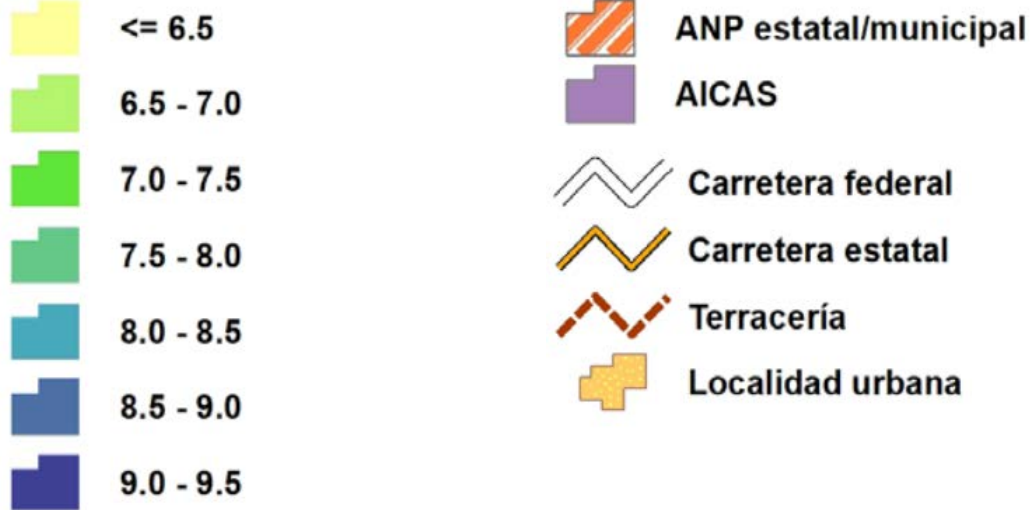 <= 6.5
6.5 - 7.0
7.0 - 7.5
7.5 - 8.0
8.0 - 8.5
8.5 - 9.0
9.0 - 9.5
ANP estatal/municipal
AICAS
Carretera federal
Carretera estatal
Terracería
Localidad urbana